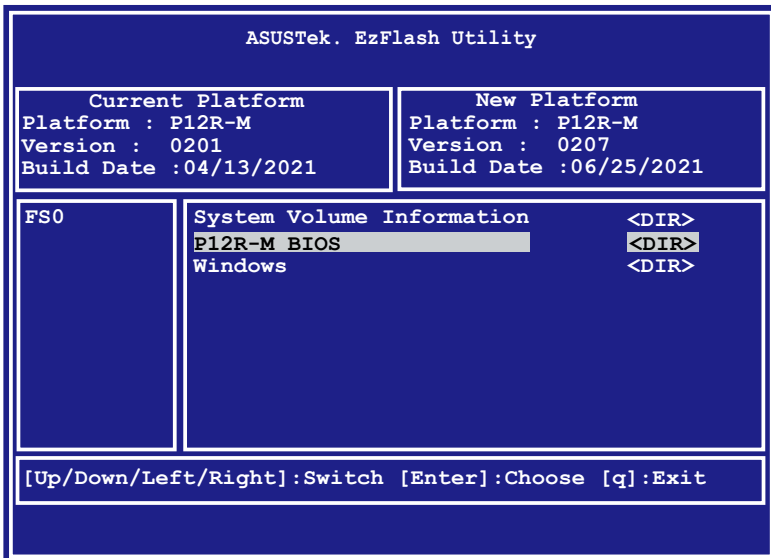 ASUSTek. EzFlash Utility
Current Platform
Platform : P12R-M
Version : 0201
Build Date :04/13/2021
New Platform
Platform : P12R-M
Version : 0207
Build Date :06/25/2021
FS0
System Volume Information <DIR>
P12R-M BIOS <DIR>
Windows <DIR>
[Up/Down/Left/Right]:Switch [Enter]:Choose [q]:Exit